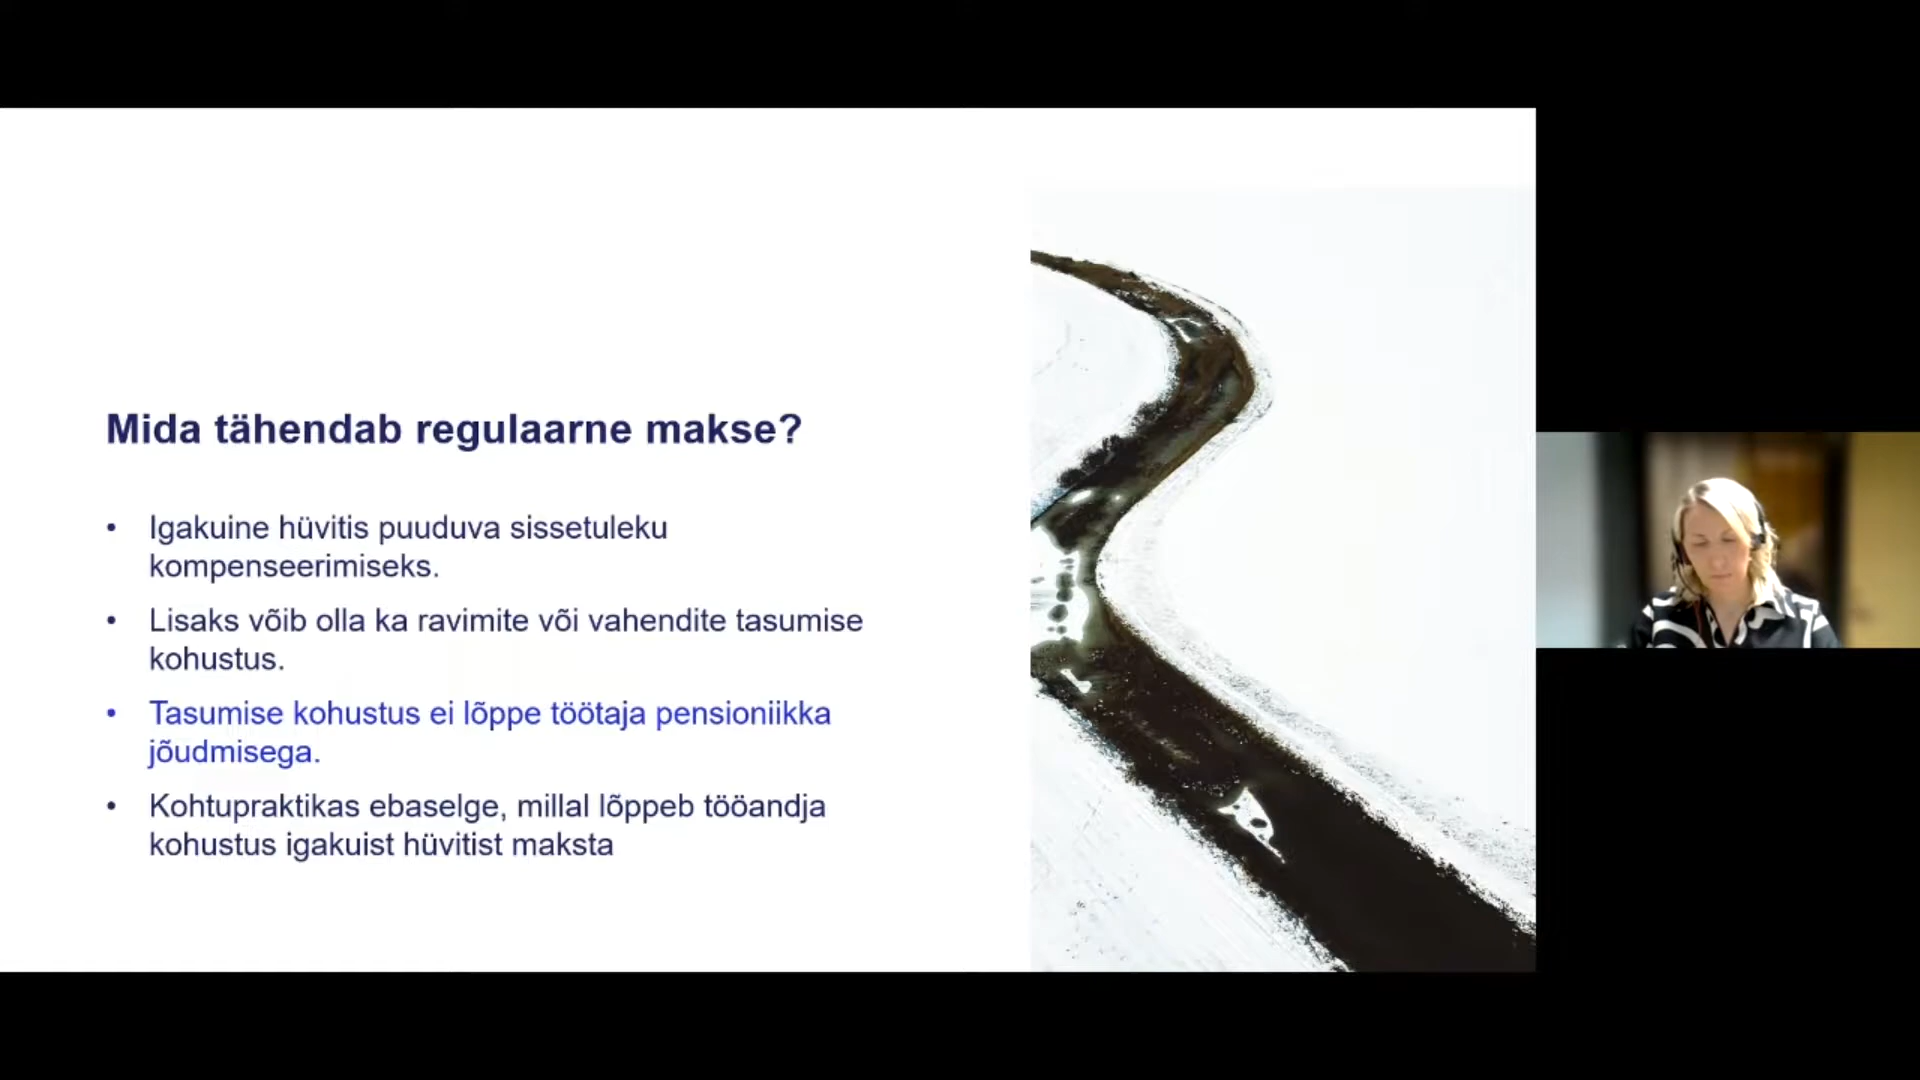 Mida tähendab regulaarne makse?
• Igakuine hüvitis puuduva sissetuleku
kompenseerimiseks.
• Lisaks võib olla ka ravimite või vahendite tasumise
kohustus.
• Tasumise kohustus ei lõppe töötaja pensioniikka
jõudmisega.
• Kohtupraktikas ebaselge, millal lõppeb tööandja
kohustus igakuist hüvitist maksta